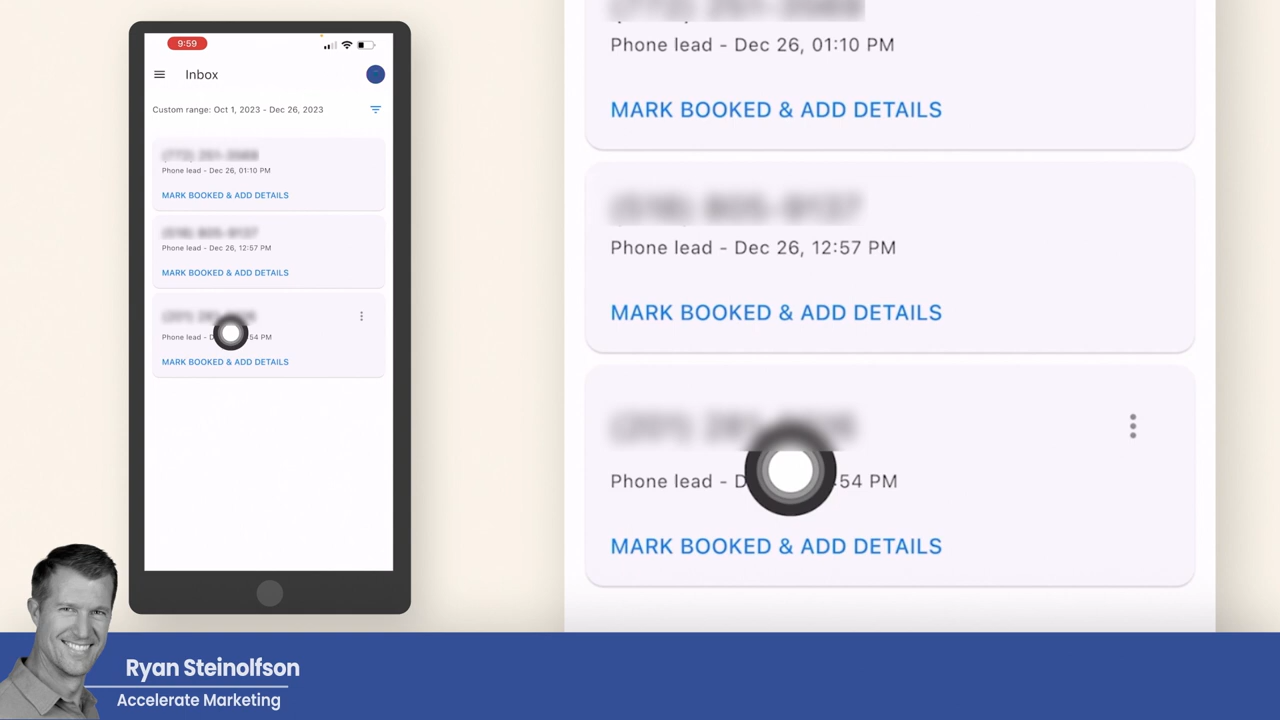 9:59
Inbox
Custom range: Oct 1, 2023 - Dec 26, 2023
Phone lead - Dec 26, 01:10 PM
MARK BOOKED & ADD DETAILS
Phone lead - Dec 26, 12:57 PM
MARK BOOKED & ADD DETAILS
Phone lead - 54 PM
MARK BOOKED & ADD DETAILS
Phone lead - Dec 26, 01:10 PM
MARK BOOKED & ADD DETAILS
Phone lead - Dec 26, 12:57 PM
MARK BOOKED & ADD DETAILS
Phone lead - D 54 PM
MARK BOOKED & ADD DETAILS
Ryan Steinolfson
Accelerate Marketing